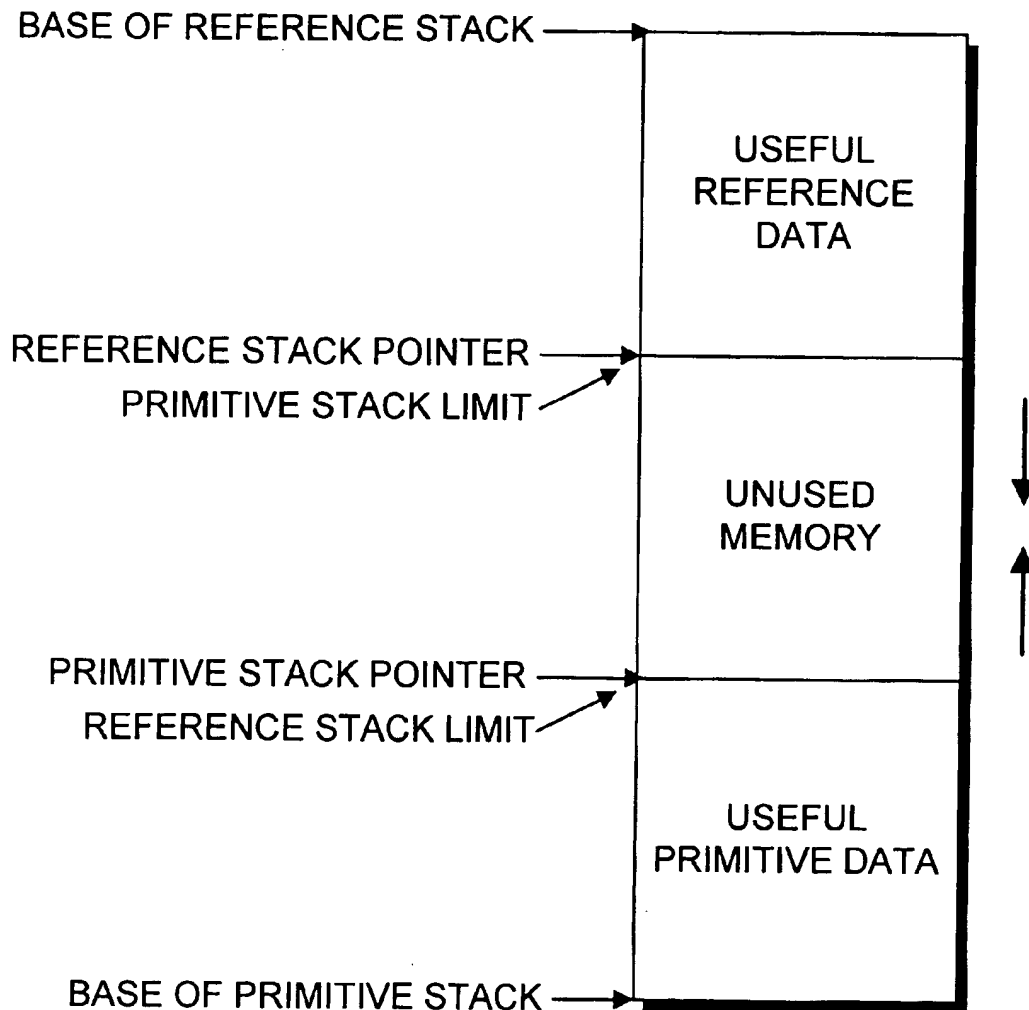 BASE OF REFERENCE STACK
USEFUL
REFERENCE
DATA
REFERENCE STACK POINTER
PRIMITIVE STACK LIMIT
UNUSED
MEMORY
PRIMITIVE STACK POINTER
REFERENCE STACK LIMIT
USEFUL
PRIMITIVE DATA
BASE OF PRIMITIVE STACK